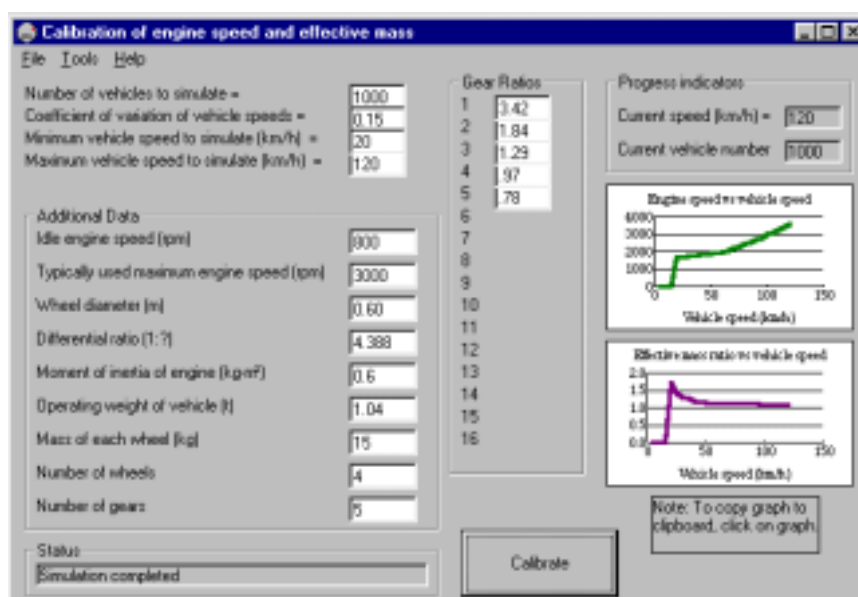 Calibration of engine speed and effective mass
File Tools Help
Number of vehicles to simulate = 1000
Coefficient of variation of vehicle speeds = 0.15
Minimum vehicle speed to simulate (km/h) = 20
Maximum vehicle speed to simulate (km/h) = 120
Additional Data
Idle engine speed (rpm) 800
Typically used maximum engine speed (rpm) 3000
Wheel diameter (m) 0.60
Differential ratio (1:?) 4.388
Moment of inertia of engine (kg-m²) 0.6
Operating weight of vehicle (t) 1.04
Mass of each wheel (kg) 15
Number of wheels 4
Number of gears 5
Status
Simulation completed
Gear Ratios
1 3.42
2 1.84
3 1.29
4 .97
5 .78
6
7
8
9
10
11
12
13
14
15
16
Calibrate
Progress indicators
Current speed (km/h) = 120
Current vehicle number 1000
Engine speed vs vehicle speed
4000
3000
2000
1000
0
0 50 100 150
Vehicle speed (km/h)
Effective mass ratio vs vehicle speed
2.0
1.5
1.0
0.5
0.0
0 50 100 150
Vehicle speed (km/h)
Note: To copy graph to
clipboard, click on graph.